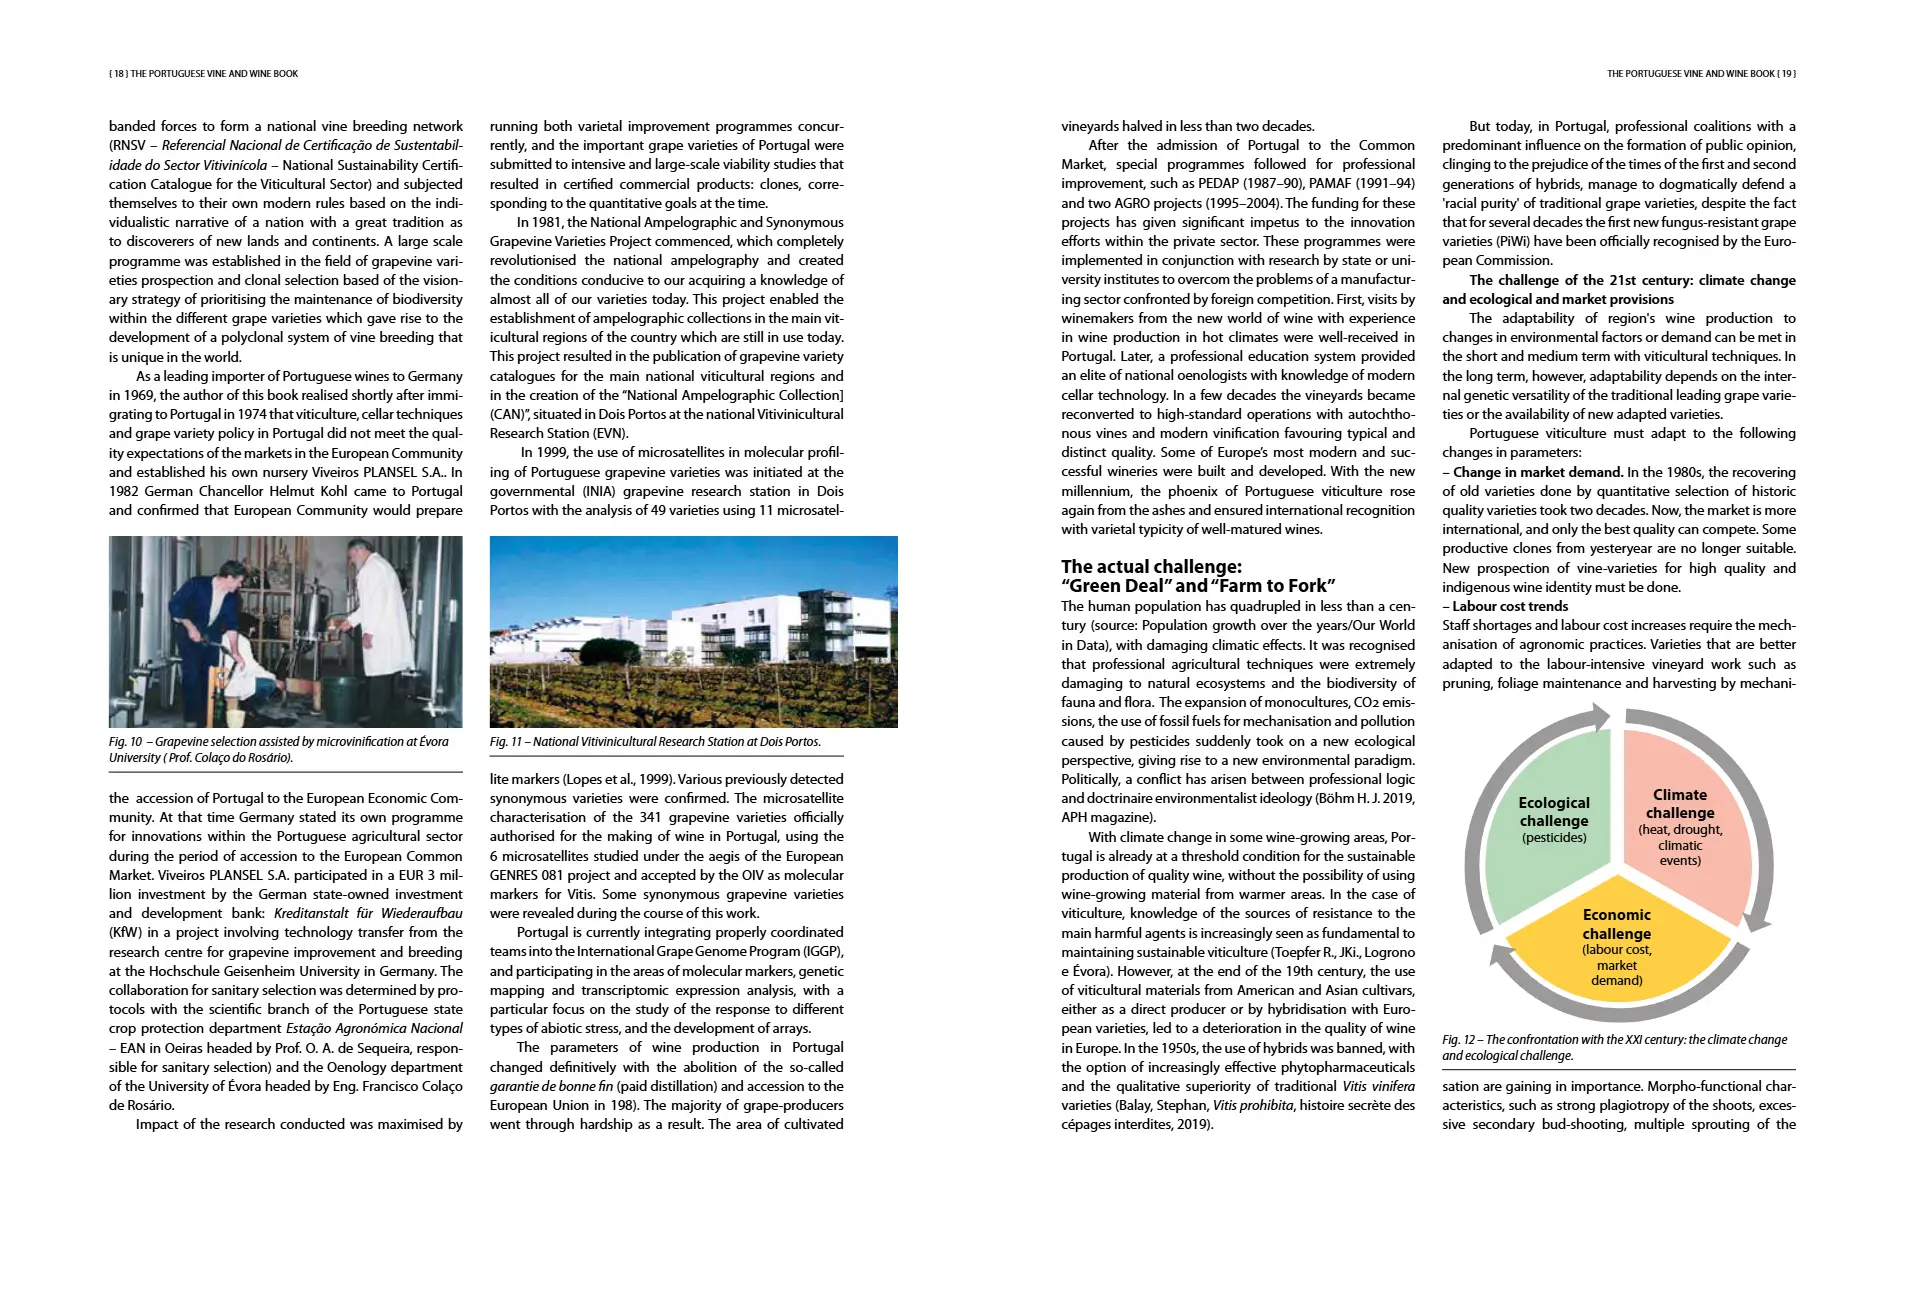 { 18 } THE PORTUGUESE VINE AND WINE BOOK
banded forces to form a national vine breeding network
(RNSV – Referencial Nacional de Certificação de Sustentabil-
idade do Sector Vitivinícola – National Sustainability Certifi-
cation Catalogue for the Viticultural Sector) and subjected
themselves to their own modern rules based on the indi-
vidualistic narrative of a nation with a great tradition as
to discoverers of new lands and continents. A large scale
programme was established in the field of grapevine vari-
eties prospection and clonal selection based of the vision-
ary strategy of prioritising the maintenance of biodiversity
within the different grape varieties which gave rise to the
development of a polyclonal system of vine breeding that
is unique in the world.
As a leading importer of Portuguese wines to Germany
in 1969, the author of this book realised shortly after immi-
grating to Portugal in 1974 that viticulture, cellar techniques
and grape variety policy in Portugal did not meet the qual-
ity expectations of the markets in the European Community
and established his own nursery Viveiros PLANSEL S.A.. In
1982 German Chancellor Helmut Kohl came to Portugal
and confirmed that European Community would prepare
Fig. 10 – Grapevine selection assisted by microvinification at Évora
University ( Prof. Colaço do Rosário).
the accession of Portugal to the European Economic Com-
munity. At that time Germany stated its own programme
for innovations within the Portuguese agricultural sector
during the period of accession to the European Common
Market. Viveiros PLANSEL S.A. participated in a EUR 3 mil-
lion investment by the German state-owned investment
and development bank: Kreditanstalt für Wiederaufbau
(KfW) in a project involving technology transfer from the
research centre for grapevine improvement and breeding
at the Hochschule Geisenheim University in Germany. The
collaboration for sanitary selection was determined by pro-
tocols with the scientific branch of the Portuguese state
crop protection department Estação Agronómica Nacional
– EAN in Oeiras headed by Prof. O. A. de Sequeira, respon-
sible for sanitary selection) and the Oenology department
of the University of Évora headed by Eng. Francisco Colaço
de Rosário.
Impact of the research conducted was maximised by
running both varietal improvement programmes concur-
rently, and the important grape varieties of Portugal were
submitted to intensive and large-scale viability studies that
resulted in certified commercial products: clones, corre-
sponding to the quantitative goals at the time.
In 1981, the National Ampelographic and Synonymous
Grapevine Varieties Project commenced, which completely
revolutionised the national ampelography and created
the conditions conducive to our acquiring a knowledge of
almost all of our varieties today. This project enabled the
establishment of ampelographic collections in the main vit-
icultural regions of the country which are still in use today.
This project resulted in the publication of grapevine variety
catalogues for the main national viticultural regions and
in the creation of the “National Ampelographic Collection]
(CAN)”, situated in Dois Portos at the national Vitivinicultural
Research Station (EVN).
In 1999, the use of microsatellites in molecular profil-
ing of Portuguese grapevine varieties was initiated at the
governmental (INIA) grapevine research station in Dois
Portos with the analysis of 49 varieties using 11 microsatel-
Fig. 11 – National Vitivinicultural Research Station at Dois Portos.
lite markers (Lopes et al., 1999). Various previously detected
synonymous varieties were confirmed. The microsatellite
characterisation of the 341 grapevine varieties officially
authorised for the making of wine in Portugal, using the
6 microsatellites studied under the aegis of the European
GENRES 081 project and accepted by the OIV as molecular
markers for Vitis. Some synonymous grapevine varieties
were revealed during the course of this work.
Portugal is currently integrating properly coordinated
teams into the International Grape Genome Program (IGGP),
and participating in the areas of molecular markers, genetic
mapping and transcriptomic expression analysis, with a
particular focus on the study of the response to different
types of abiotic stress, and the development of arrays.
The parameters of wine production in Portugal
changed definitively with the abolition of the so-called
garantie de bonne fin (paid distillation) and accession to the
European Union in 198). The majority of grape-producers
went through hardship as a result. The area of cultivated
THE PORTUGUESE VINE AND WINE BOOK { 19 }
vineyards halved in less than two decades.
After the admission of Portugal to the Common
Market, special programmes followed for professional
improvement, such as PEDAP (1987–90), PAMAF (1991–94)
and two AGRO projects (1995–2004). The funding for these
projects has given significant impetus to the innovation
efforts within the private sector. These programmes were
implemented in conjunction with research by state or uni-
versity institutes to overcom the problems of a manufactur-
ing sector confronted by foreign competition. First, visits by
winemakers from the new world of wine with experience
in wine production in hot climates were well-received in
Portugal. Later, a professional education system provided
an elite of national oenologists with knowledge of modern
cellar technology. In a few decades the vineyards became
reconverted to high-standard operations with autochtho-
nous vines and modern vinification favouring typical and
distinct quality. Some of Europe’s most modern and suc-
cessful wineries were built and developed. With the new
millennium, the phoenix of Portuguese viticulture rose
again from the ashes and ensured international recognition
with varietal typicity of well-matured wines.
The actual challenge:
“Green Deal” and “Farm to Fork”
The human population has quadrupled in less than a cen-
tury (source: Population growth over the years/Our World
in Data), with damaging climatic effects. It was recognised
that professional agricultural techniques were extremely
damaging to natural ecosystems and the biodiversity of
fauna and flora. The expansion of monocultures, CO2 emis-
sions, the use of fossil fuels for mechanisation and pollution
caused by pesticides suddenly took on a new ecological
perspective, giving rise to a new environmental paradigm.
Politically, a conflict has arisen between professional logic
and doctrinaire environmentalist ideology (Böhm H. J. 2019,
APH magazine).
With climate change in some wine-growing areas, Por-
tugal is already at a threshold condition for the sustainable
production of quality wine, without the possibility of using
wine-growing material from warmer areas. In the case of
viticulture, knowledge of the sources of resistance to the
main harmful agents is increasingly seen as fundamental to
maintaining sustainable viticulture (Toepfer R., JKi., Logrono
e Évora). However, at the end of the 19th century, the use
of viticultural materials from American and Asian cultivars,
either as a direct producer or by hybridisation with Euro-
pean varieties, led to a deterioration in the quality of wine
in Europe. In the 1950s, the use of hybrids was banned, with
the option of increasingly effective phytopharmaceuticals
and the qualitative superiority of traditional Vitis vinifera
varieties (Balay, Stephan, Vitis prohibita, histoire secrète des
cépages interdites, 2019).
But today, in Portugal, professional coalitions with a
predominant influence on the formation of public opinion,
clinging to the prejudice of the times of the first and second
generations of hybrids, manage to dogmatically defend a
'racial purity' of traditional grape varieties, despite the fact
that for several decades the first new fungus-resistant grape
varieties (PiWi) have been officially recognised by the Euro-
pean Commission.
The challenge of the 21st century: climate change
and ecological and market provisions
The adaptability of region's wine production to
changes in environmental factors or demand can be met in
the short and medium term with viticultural techniques. In
the long term, however, adaptability depends on the inter-
nal genetic versatility of the traditional leading grape varie-
ties or the availability of new adapted varieties.
Portuguese viticulture must adapt to the following
changes in parameters:
– Change in market demand. In the 1980s, the recovering
of old varieties done by quantitative selection of historic
quality varieties took two decades. Now, the market is more
international, and only the best quality can compete. Some
productive clones from yesteryear are no longer suitable.
New prospection of vine-varieties for high quality and
indigenous wine identity must be done.
– Labour cost trends
Staff shortages and labour cost increases require the mech-
anisation of agronomic practices. Varieties that are better
adapted to the labour-intensive vineyard work such as
pruning, foliage maintenance and harvesting by mechani-
Ecological
challenge
(pesticides)
Climate
challenge
(heat, drought,
climatic
events)
Economic
challenge
(labour cost,
market
demand)
Fig. 12 – The confrontation with the XXI century: the climate change
and ecological challenge.
sation are gaining in importance. Morpho-functional char-
acteristics, such as strong plagiotropy of the shoots, exces-
sive secondary bud-shooting, multiple sprouting of the